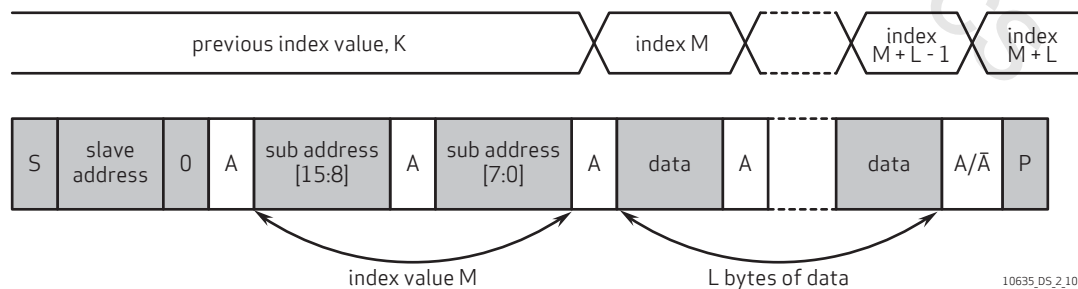 previous index value, K
index M
index
M + L - 1
index
M + L
S
slave
address
0
A
sub address
[15:8]
A
sub address
[7:0]
A
data
A
data
A/Ā
P
index value M
L bytes of data
10635_DS_2_10